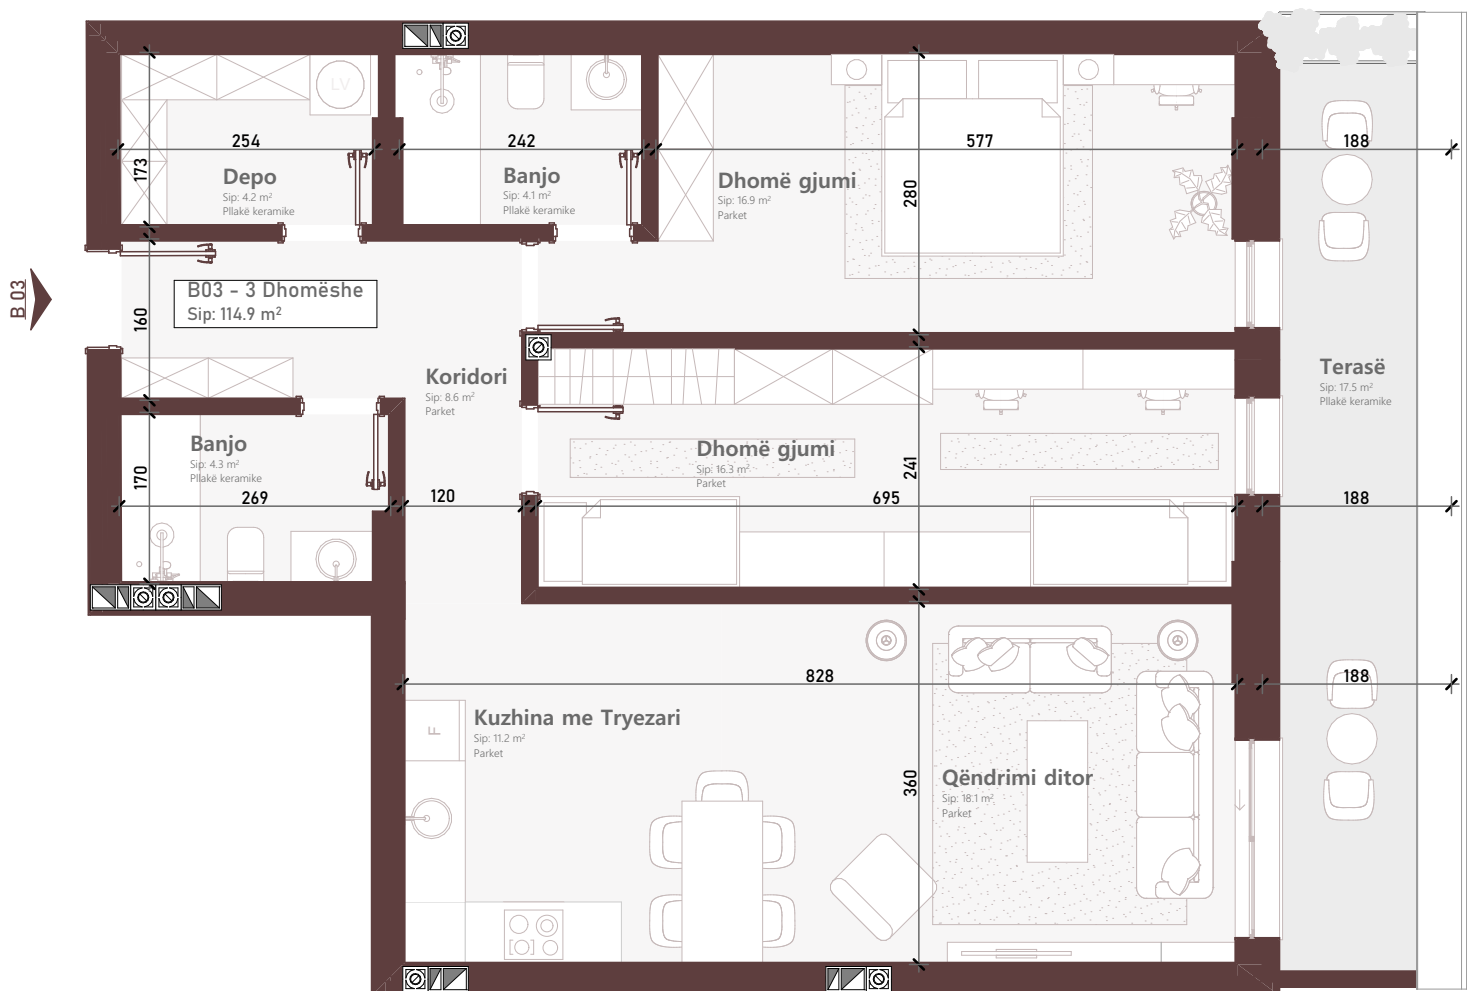 LV
254
242
577
188
173
Depo
Sip: 4.2 m²
Pllakë keramike
Banjo
Sip: 4.1 m²
Pllakë keramike
Dhomë gjumi
Sip: 16.9 m²
Parket
280
B 03
B03 - 3 Dhomëshe
Sip: 114.9 m²
160
Koridori
Sip: 8.6 m²
Parket
Terasë
Sip: 17.5 m²
Pllakë keramike
Banjo
Sip: 4.3 m²
Pllakë keramike
170
269
120
Dhomë gjumi
Sip: 16.3 m²
Parket
241
695
188
828
188
Kuzhina me Tryezari
Sip: 11.2 m²
Parket
F
360
Qëndrimi ditor
Sip: 18.1 m²
Parket